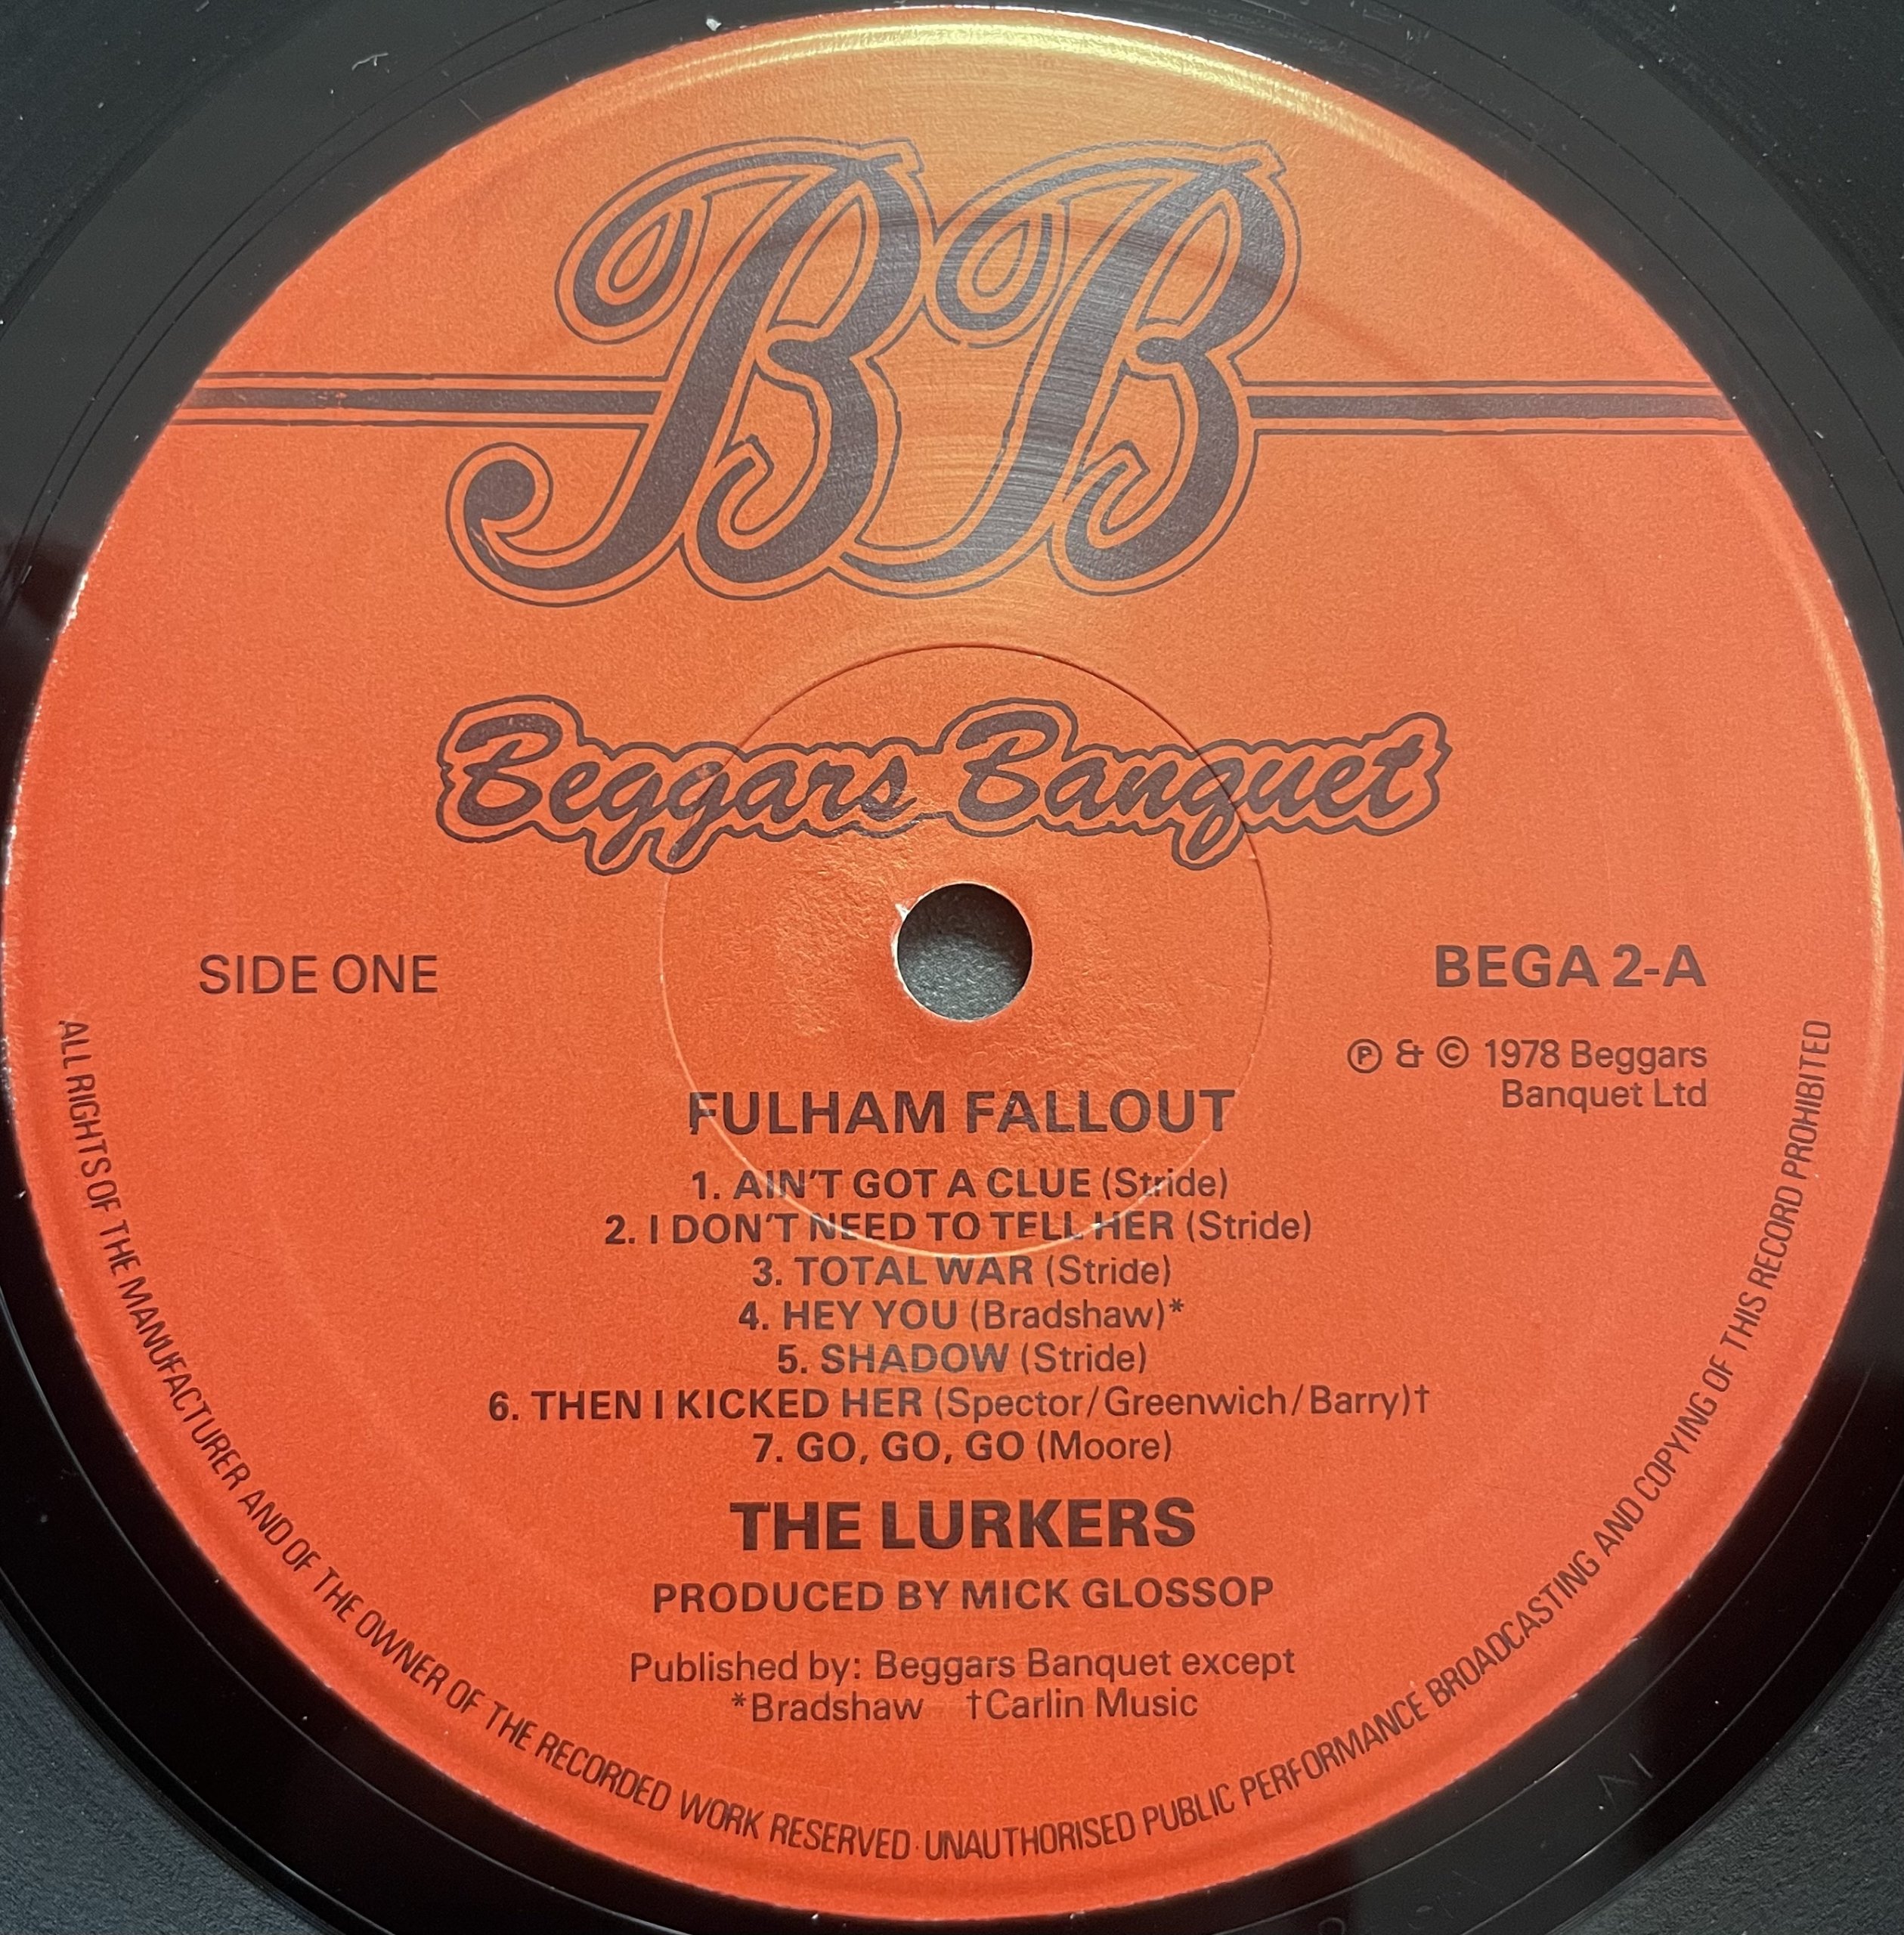 BB
Beggars Banquet
SIDE ONE
BEGA 2-A
℗ & © 1978 Beggars
Banquet Ltd
FULHAM FALLOUT
1. AIN'T GOT A CLUE (Stride)
2. I DON'T NEED TO TELL HER (Stride)
3. TOTAL WAR (Stride)
4. HEY YOU (Bradshaw)*
5. SHADOW (Stride)
6. THEN I KICKED HER (Spector/Greenwich/Barry)†
7. GO, GO, GO (Moore)
THE LURKERS
PRODUCED BY MICK GLOSSOP
Published by: Beggars Banquet except
*Bradshaw †Carlin Music
ALL RIGHTS OF THE MANUFACTURER AND OF THE OWNER OF THE RECORDED WORK RESERVED · UNAUTHORISED PUBLIC PERFORMANCE BROADCASTING AND COPYING OF THIS RECORD PROHIBITED